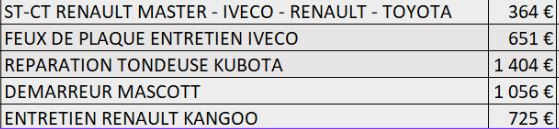 ST-CT RENAULT MASTER - IVECO - RENAULT - TOYOTA 364 €
FEUX DE PLAQUE ENTRETIEN IVECO 651 €
REPARATION TONDEUSE KUBOTA 1 404 €
DEMARREUR MASCOTT 1 056 €
ENTRETIEN RENAULT KANGOO 725 €